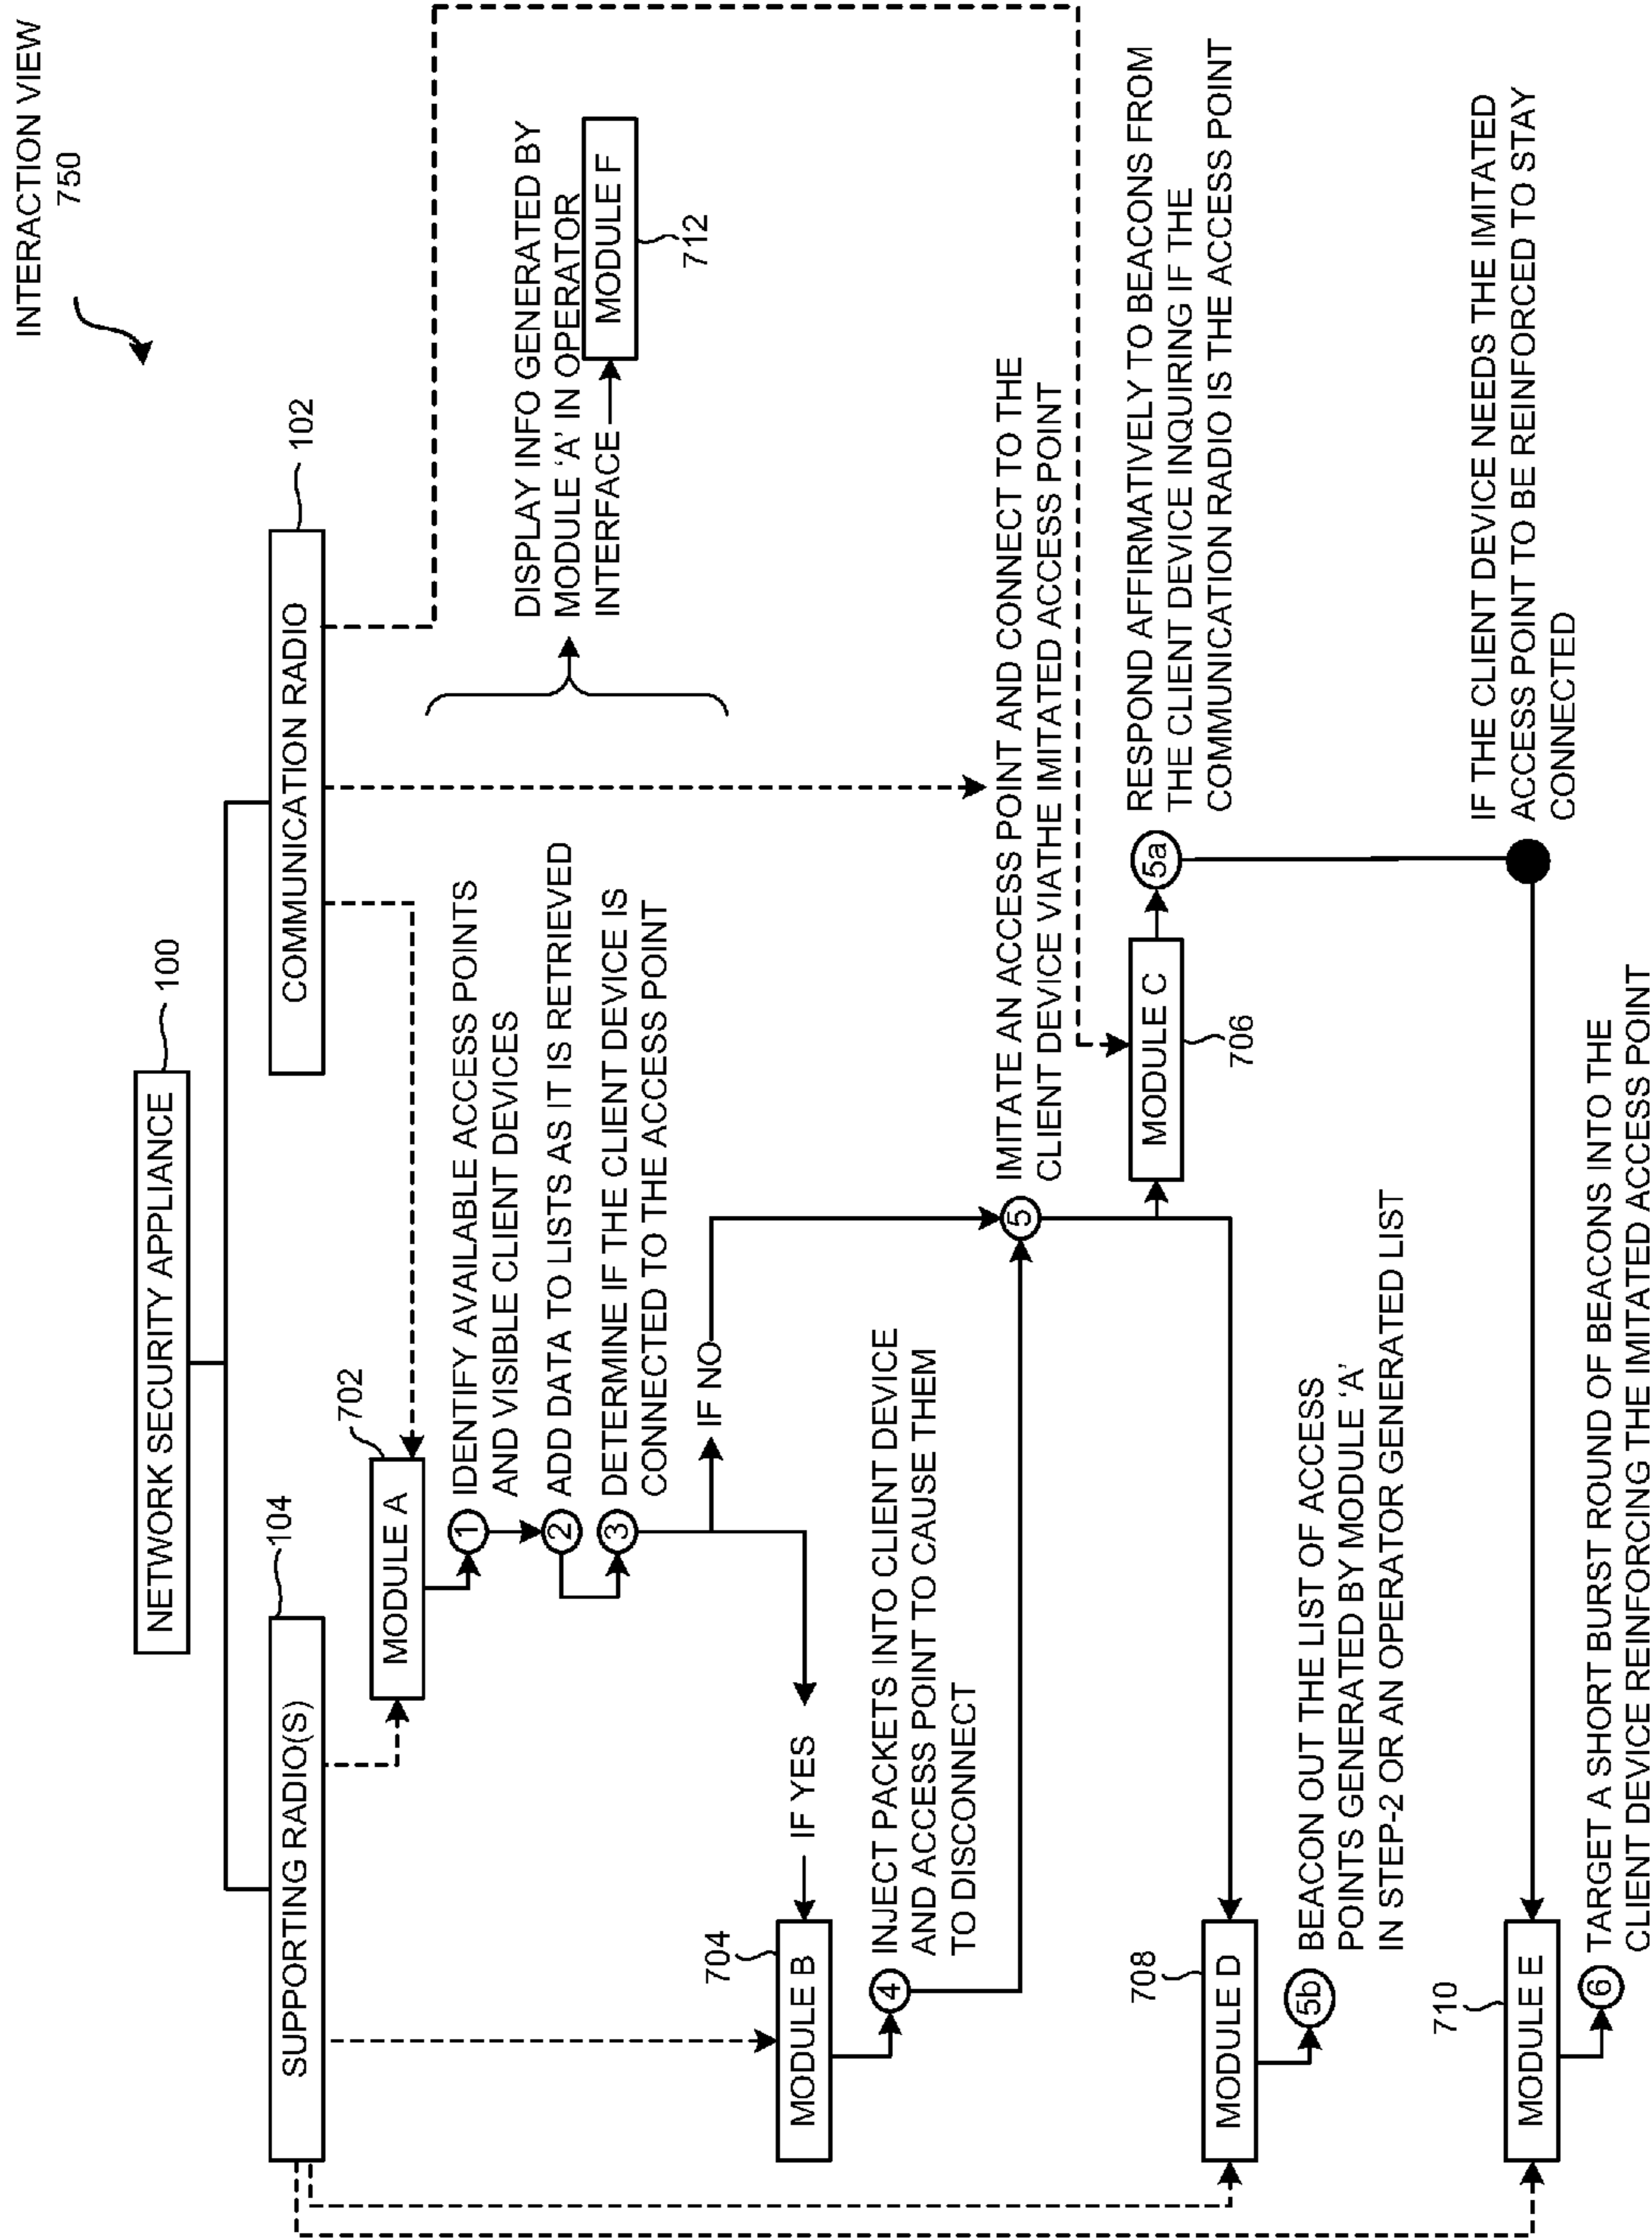 INTERACTION VIEW
750
NETWORK SECURITY APPLIANCE
100
SUPPORTING RADIO(S)
104
COMMUNICATION RADIO
102
MODULE A
702
1
IDENTIFY AVAILABLE ACCESS POINTS
AND VISIBLE CLIENT DEVICES
2
ADD DATA TO LISTS AS IT IS RETRIEVED
3
DETERMINE IF THE CLIENT DEVICE IS
CONNECTED TO THE ACCESS POINT
DISPLAY INFO GENERATED BY
MODULE ‘A’ IN OPERATOR
INTERFACE
MODULE F
712
IF NO
IF YES
MODULE B
704
4
INJECT PACKETS INTO CLIENT DEVICE
AND ACCESS POINT TO CAUSE THEM
TO DISCONNECT
5
IMITATE AN ACCESS POINT AND CONNECT TO THE
CLIENT DEVICE VIATHE IMITATED ACCESS POINT
MODULE C
706
5a
RESPOND AFFIRMATIVELY TO BEACONS FROM
THE CLIENT DEVICE INQUIRING IF THE
COMMUNICATION RADIO IS THE ACCESS POINT
MODULE D
708
5b
BEACON OUT THE LIST OF ACCESS
POINTS GENERATED BY MODULE ‘A’
IN STEP-2 OR AN OPERATOR GENERATED LIST
IF THE CLIENT DEVICE NEEDS THE IMITATED
ACCESS POINT TO BE REINFORCED TO STAY
CONNECTED
MODULE E
710
6
TARGET A SHORT BURST ROUND OF BEACONS INTO THE
CLIENT DEVICE REINFORCING THE IMITATED ACCESS POINT